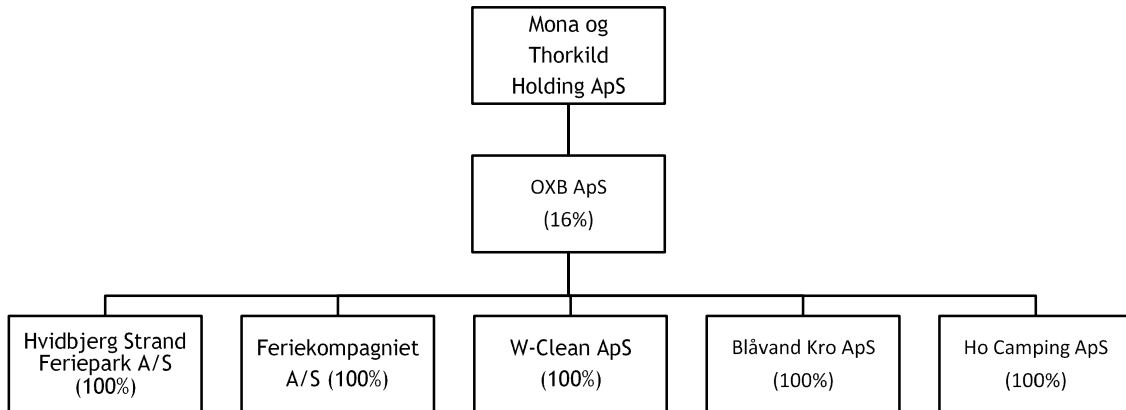 Mona og
Thorkild
Holding ApS
OXB ApS
(16%)
Hvidbjerg Strand
Feriepark A/S
(100%)
Feriekompagniet
A/S (100%)
W-Clean ApS
(100%)
Blåvand Kro ApS
(100%)
Ho Camping ApS
(100%)